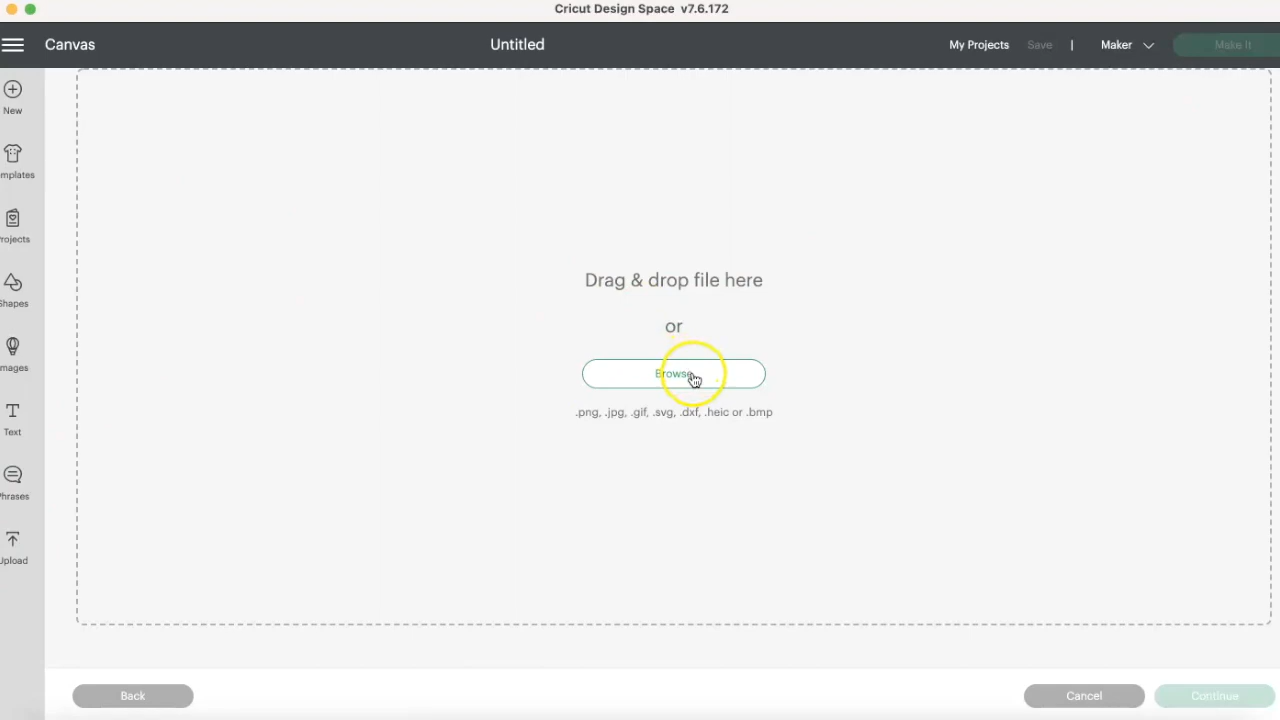 Cricut Design Space v7.6.172
Canvas
Untitled
My Projects
Save
|
Maker
Make It
New
mplates
rojects
Shapes
mages
Text
Phrases
Upload
Drag & drop file here
or
Browse
.png, .jpg, .gif, .svg, .dxf, .heic or .bmp
Back
Cancel
Continue